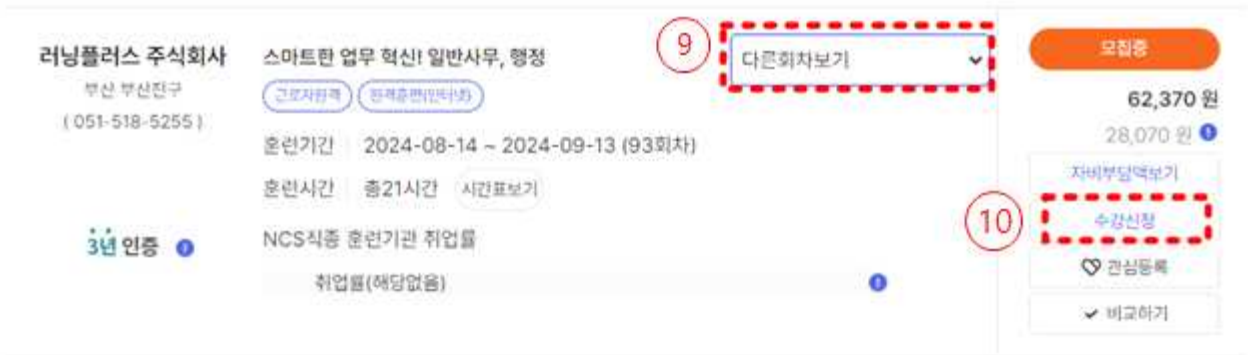 러닝플러스 주식회사
부산 부산진구
( 051-518-5255 )
3년 인증
스마트한 업무 혁신! 일반사무, 행정
근로자원격 원격훈련(인터넷)
훈련기간 2024-08-14 ~ 2024-09-13 (93회차)
훈련시간 총21시간 시간표보기
NCS직종 훈련기관 취업률
취업률(해당없음)
9
다른회차보기
모집중
62,370 원
28,070 원
자비부담액보기
10
수강신청
관심등록
비교하기